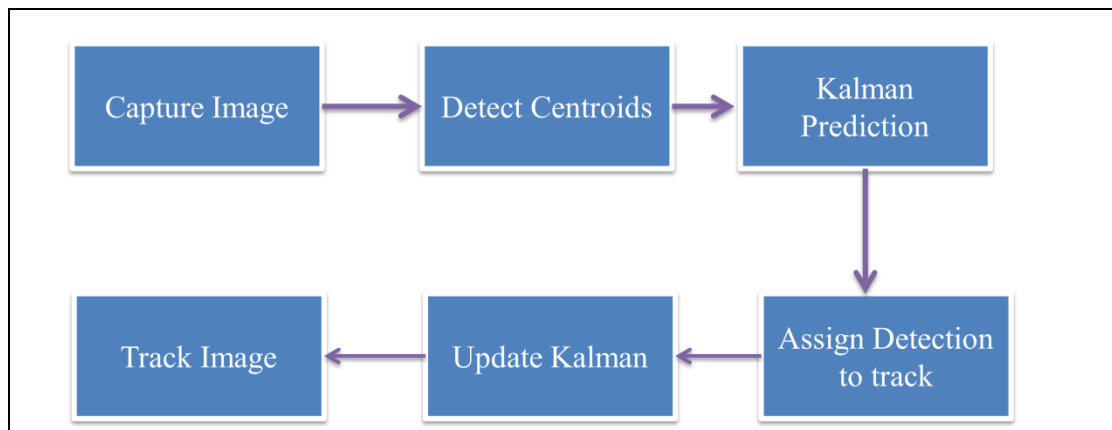 Capture Image
Detect Centroids
Kalman
Prediction
Assign Detection
to track
Update Kalman
Track Image